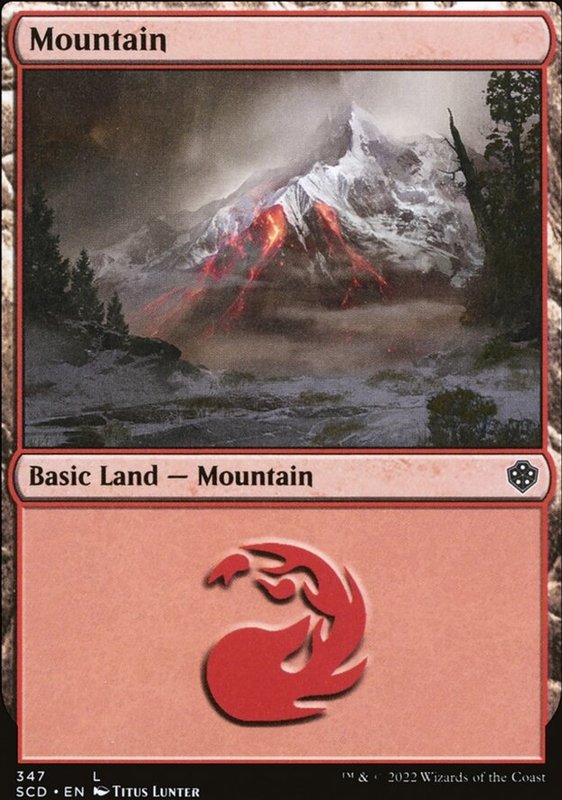 Mountain
Basic Land — Mountain
347 L
SCD • EN Titus Lunter
™ & © 2022 Wizards of the Coast